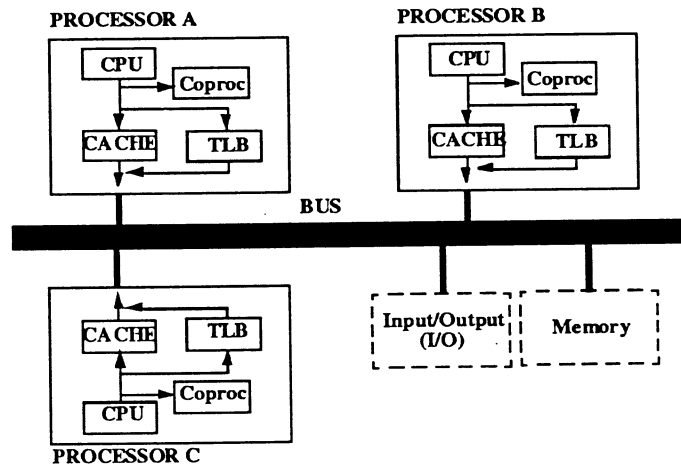 PROCESSOR A
CPU
Coproc
CACHE
TLB
PROCESSOR B
CPU
Coproc
CACHE
TLB
BUS
CACHE
TLB
Coproc
CPU
PROCESSOR C
Input/Output
(I/O)
Memory